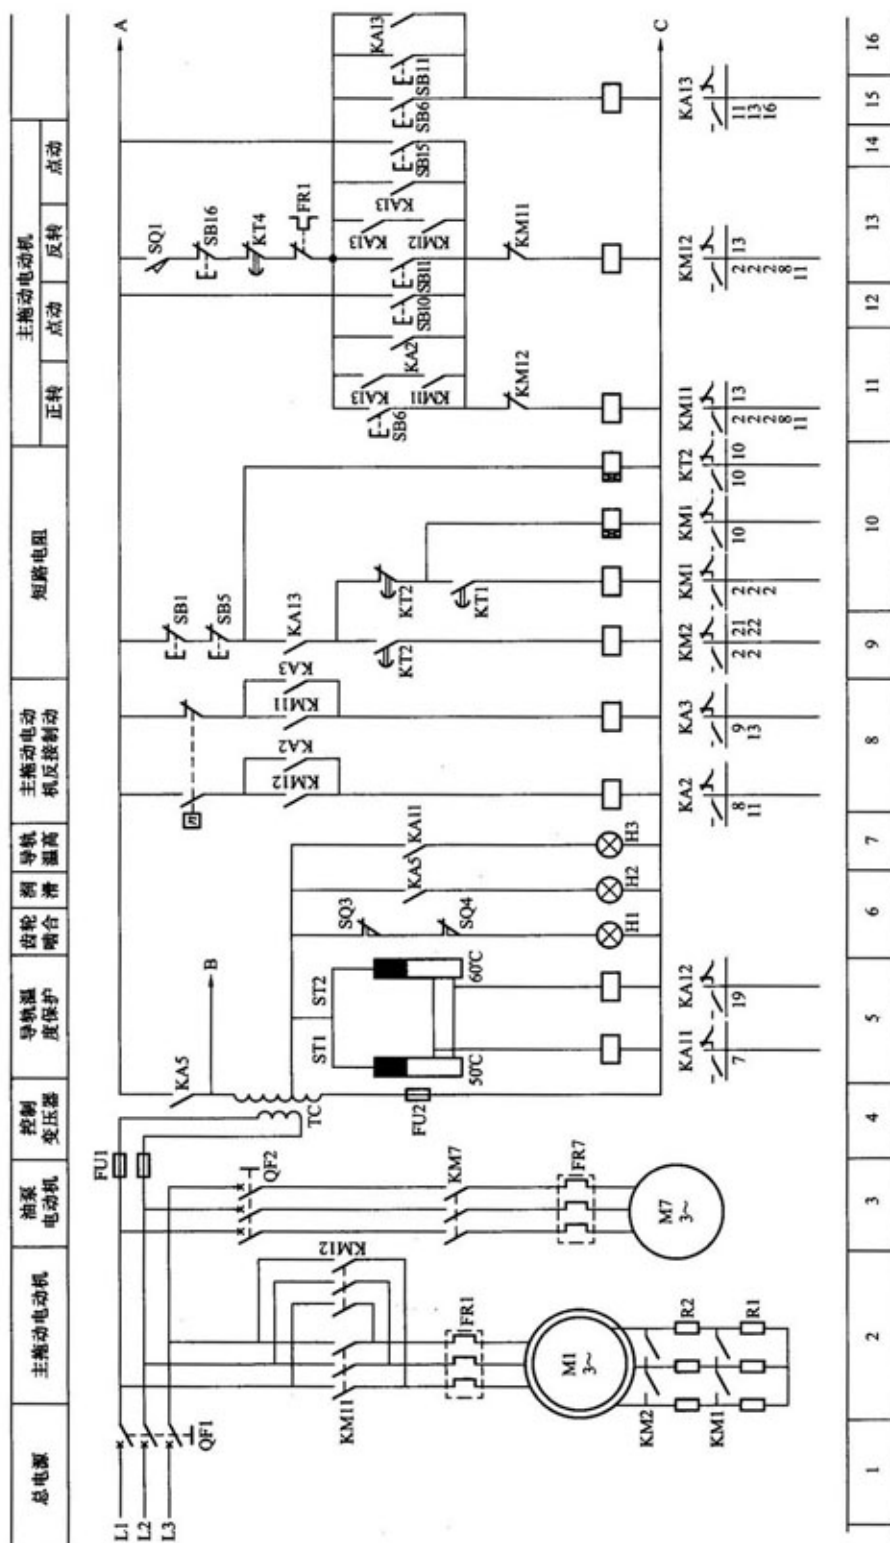 总电源
主拖动电动机
油泵电动机
控制变压器
导轨温度保护
齿轮啮合
润滑
导轨温高
主拖动电动机反接制动
短路电阻
主拖动电动机
正转
点动
反转
点动
L1
L2
L3
QF1
KM11
KM12
FR1
M1
3~
KM2
R2
KM1
R1
QF2
KM7
FR7
M7
3~
FU1
KA5
B
TC
FU2
ST1
ST2
50℃
60℃
SQ3
SQ4
H1
KA5
H2
KA11
H3
n
KM12
KA2
KM11
KA3
SB1
SB5
KA13
KT2
KT2
KT1
SQ1
SB16
KT4
FR1
SB6
KA13
KM11
KA2
SB10
SB11
KM12
KA13
KM12
KA13
SB15
KM11
SB6
SB11
KA13
A
C
KA11
7
KA12
19
KA2
8
11
KA3
9
13
KM2
2 21
2 22
KM1
2
2
2
KM1
10
KT2
10 10
KM11
2 13
2
2
8
11
KM12
2 13
2
2
8
11
KA13
11
13
16
1 2 3 4 5 6 7 8 9 10 11 12 13 14 15 16